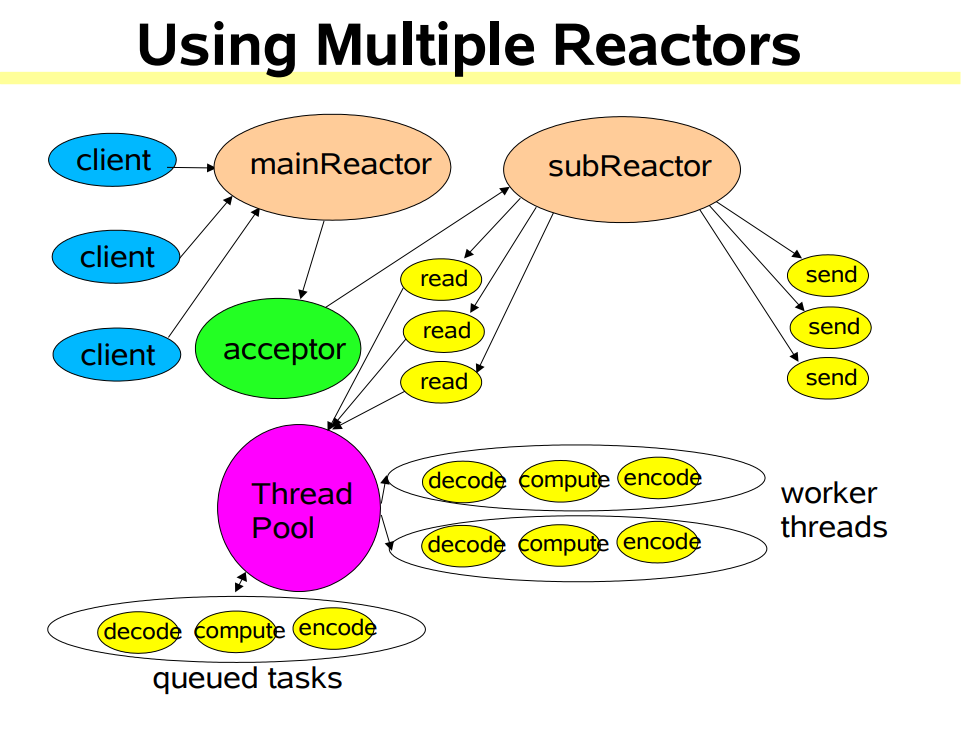 Using Multiple Reactors
client
mainReactor
subReactor
client
client
acceptor
read
read
read
send
send
send
Thread
Pool
decode compute encode
decode compute encode
worker
threads
decode compute encode
queued tasks